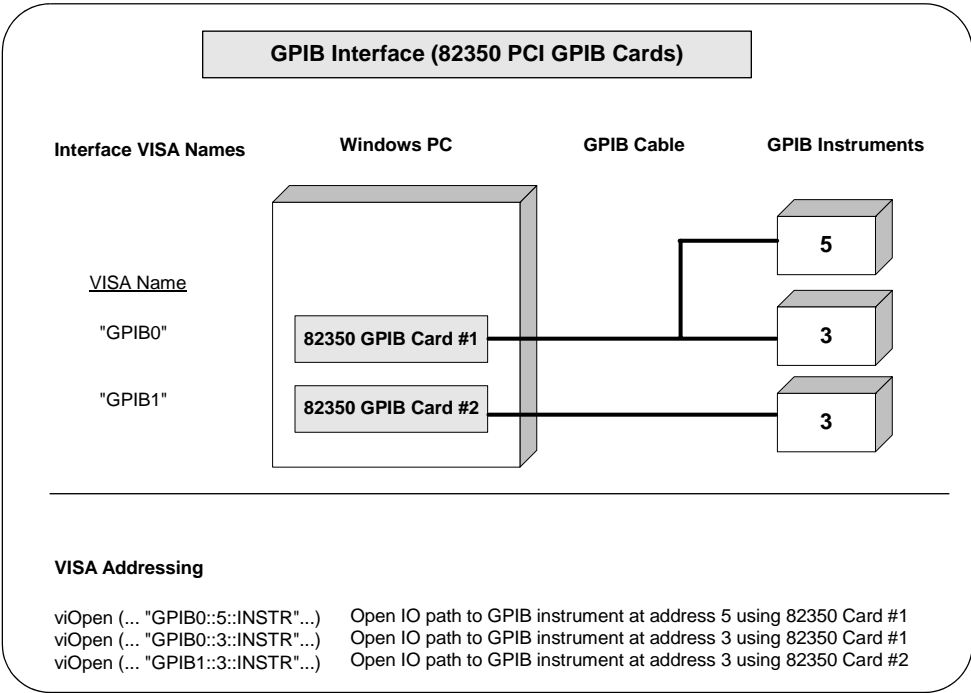 GPIB Interface (82350 PCI GPIB Cards)
Interface VISA Names
Windows PC
GPIB Cable
GPIB Instruments
5
VISA Name
"GPIB0"
82350 GPIB Card #1
3
"GPIB1"
82350 GPIB Card #2
3
VISA Addressing
viOpen (... "GPIB0::5::INSTR"...) Open IO path to GPIB instrument at address 5 using 82350 Card #1
viOpen (... "GPIB0::3::INSTR"...) Open IO path to GPIB instrument at address 3 using 82350 Card #1
viOpen (... "GPIB1::3::INSTR"...) Open IO path to GPIB instrument at address 3 using 82350 Card #2